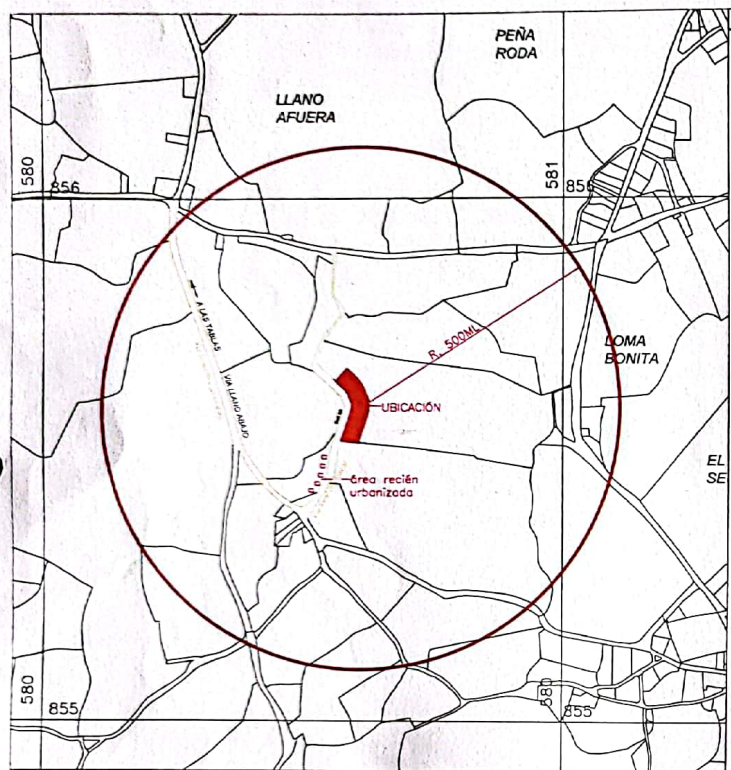 PEÑA
RODA
LLANO
AFUERA
580
856
581
856
A LAS TABLAS
VIA LLANO ABAJO
R. 500ML
LOMA
BONITA
UBICACIÓN
EL
SE
área recién
urbanizada
580
855
580
855